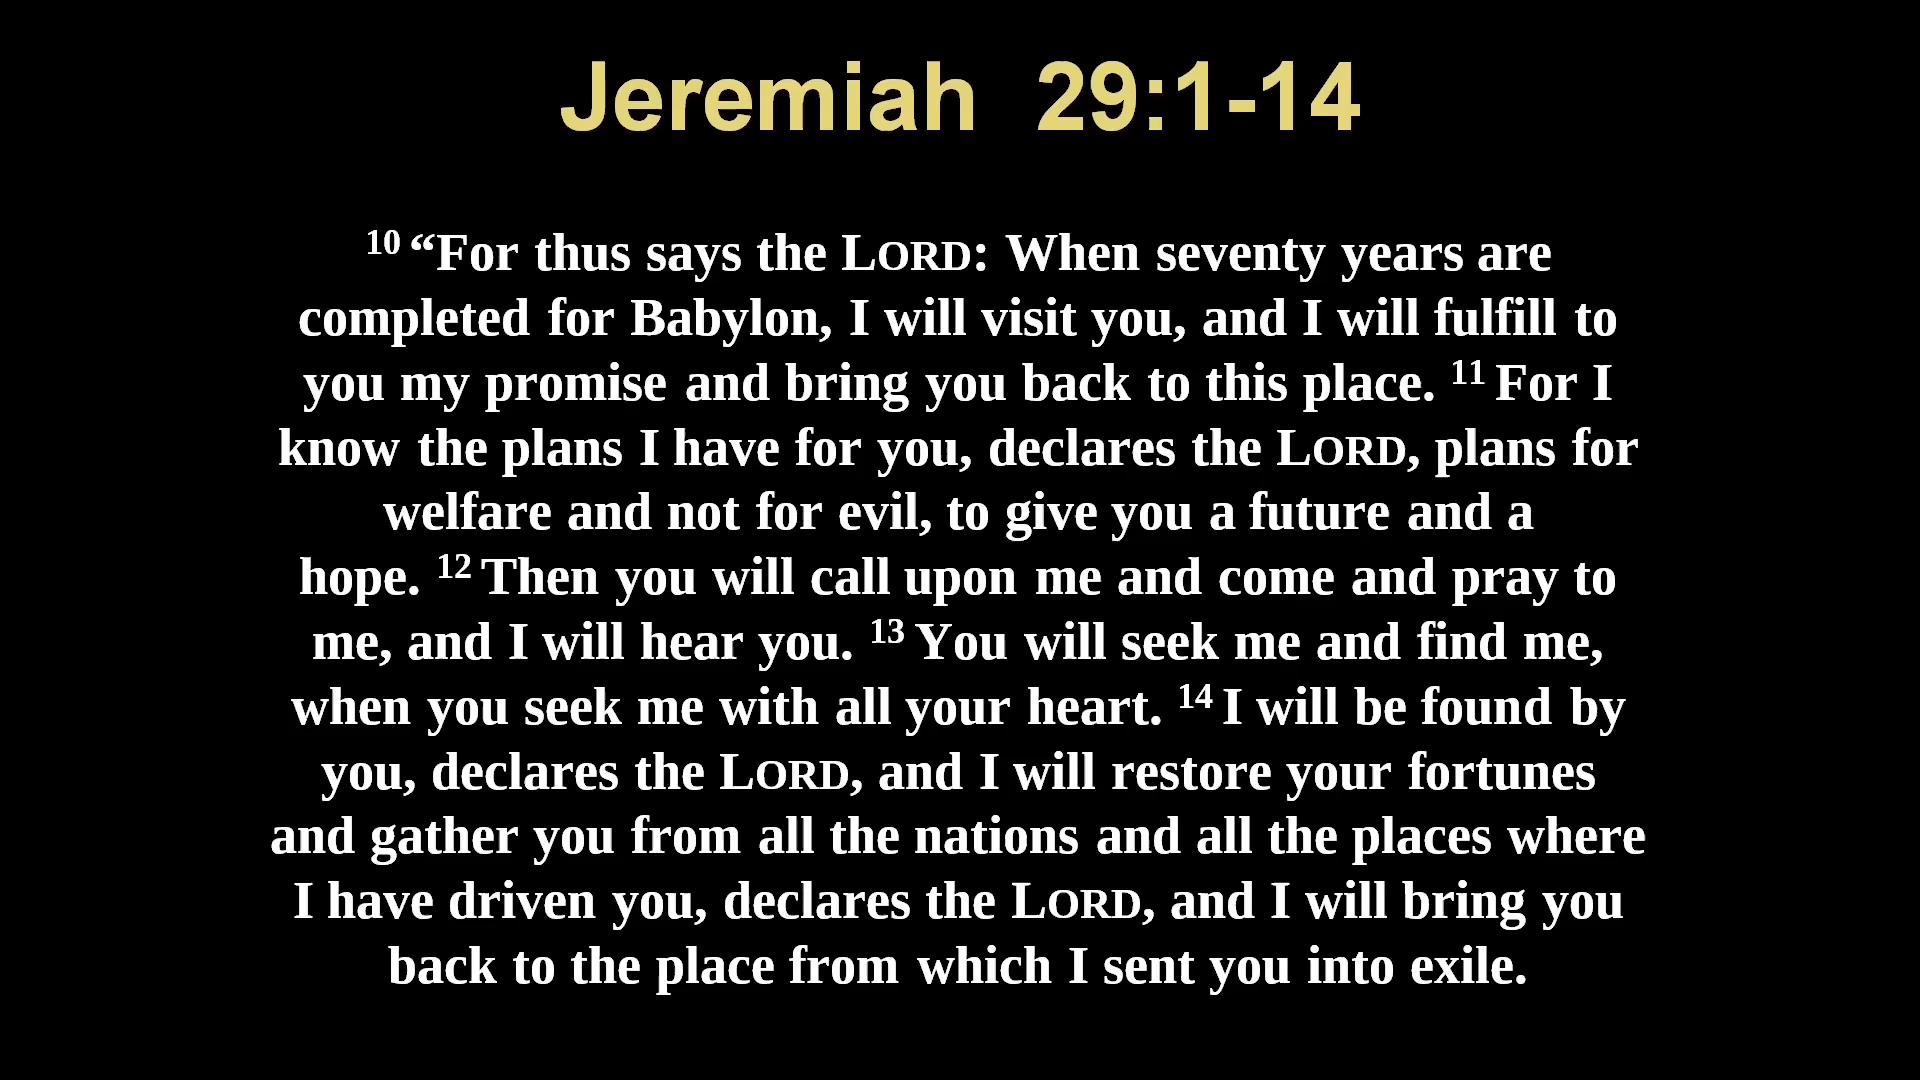 Jeremiah 29:1-14
10 “For thus says the LORD: When seventy years are
completed for Babylon, I will visit you, and I will fulfill to
you my promise and bring you back to this place. 11 For I
know the plans I have for you, declares the LORD, plans for
welfare and not for evil, to give you a future and a
hope. 12 Then you will call upon me and come and pray to
me, and I will hear you. 13 You will seek me and find me,
when you seek me with all your heart. 14 I will be found by
you, declares the LORD, and I will restore your fortunes
and gather you from all the nations and all the places where
I have driven you, declares the LORD, and I will bring you
back to the place from which I sent you into exile.